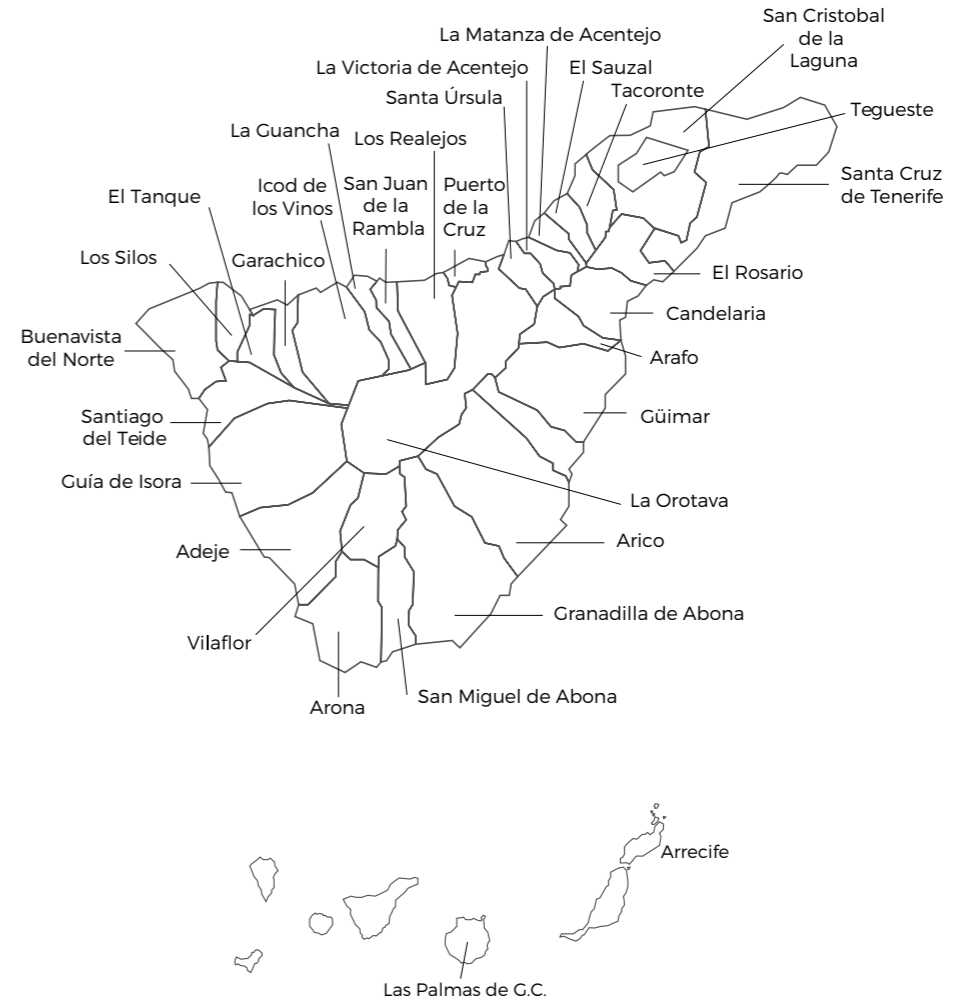 San Cristobal
de la
Laguna
La Matanza de Acentejo
La Victoria de Acentejo
El Sauzal
Santa Úrsula
Tacoronte
Tegueste
La Guancha
Los Realejos
Santa Cruz
de Tenerife
El Tanque
Icod de
los Vinos
San Juan
de la
Rambla
Puerto
de la
Cruz
Los Silos
Garachico
El Rosario
Candelaria
Buenavista
del Norte
Arafo
Santiago
del Teide
Güimar
Guía de Isora
La Orotava
Adeje
Arico
Granadilla de Abona
Vilaflor
San Miguel de Abona
Arona
Arrecife
Las Palmas de G.C.